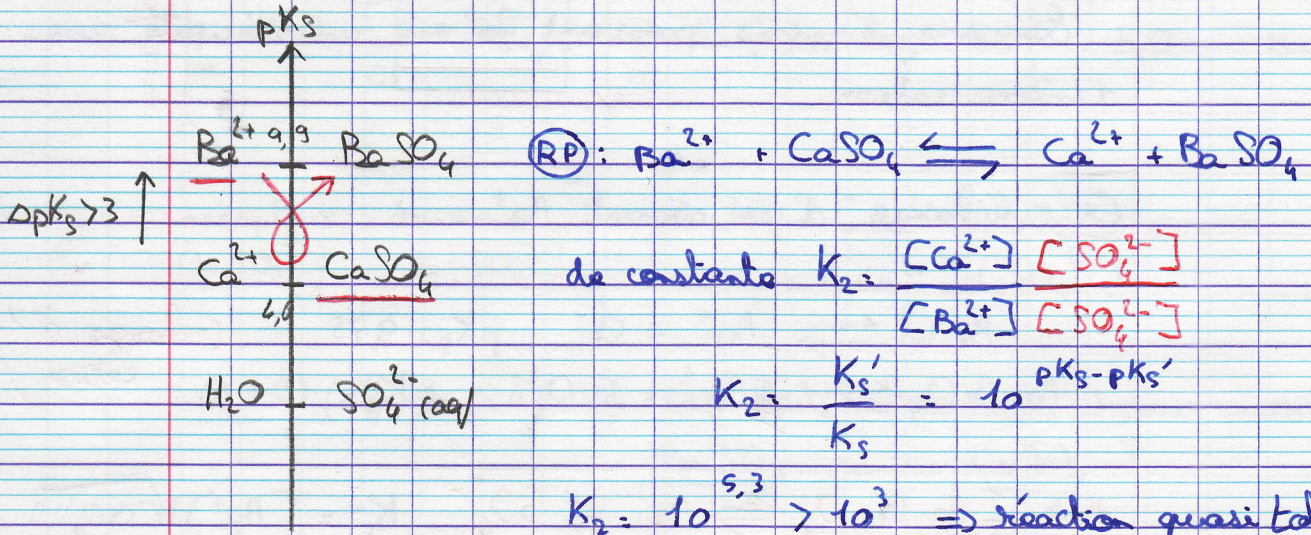 pKs
Ba²⁺ 9,9 BaSO₄
ΔpKs > 3
Ca²⁺ CaSO₄
4,6
H₂O SO₄²⁻(aq)
(RP) : Ba²⁺ + CaSO₄ ⇌ Ca²⁺ + BaSO₄
de constante K₂ = [Ca²⁺] [SO₄²⁻] / [Ba²⁺] [SO₄²⁻]
K₂ = Ks' / Ks = 10^(pKs-pKs')
K₂ = 10^5,3 > 10³ ⇒ réaction quasi